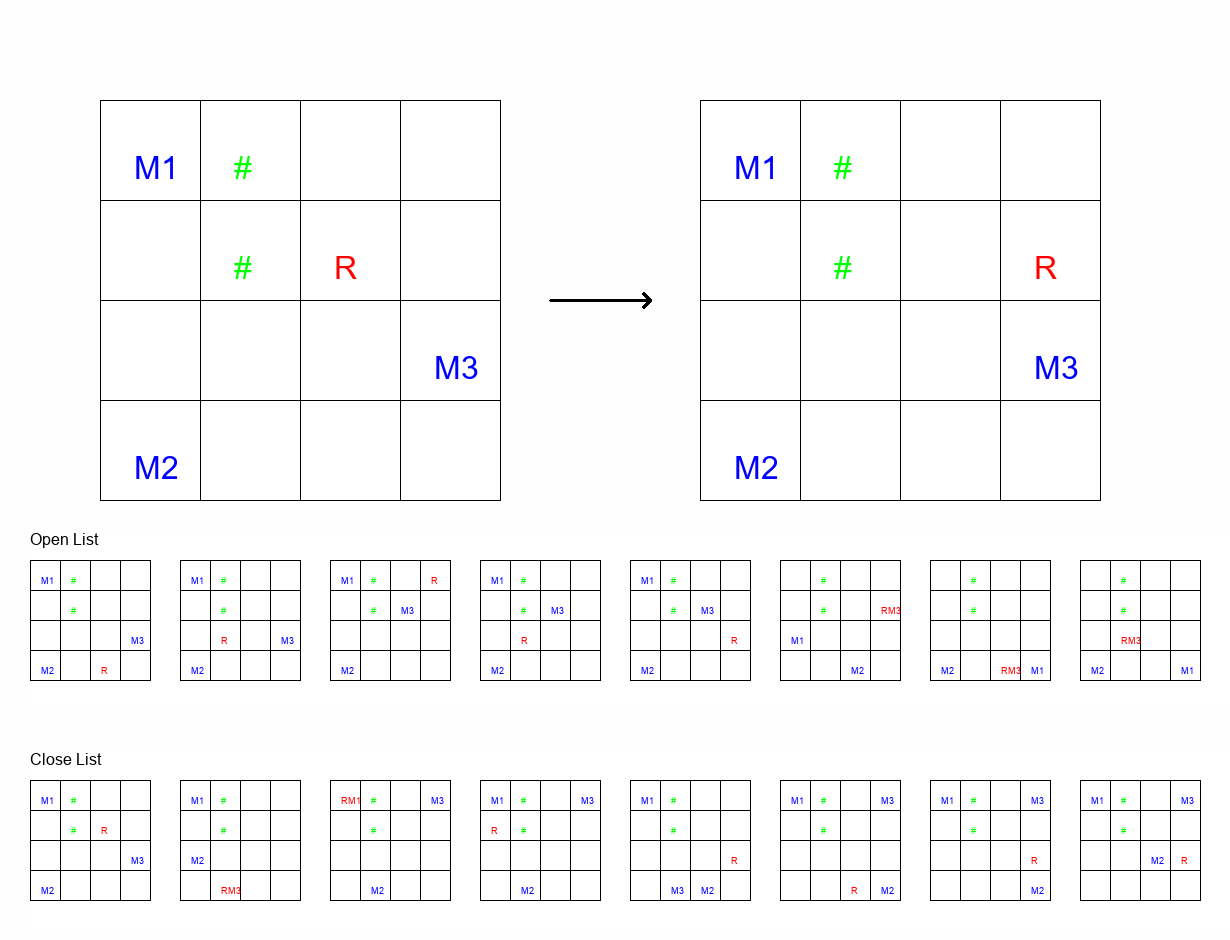 M1 # M1 #
# R # R
M3 M3
M2 M2
Open List
M1 # M1 # M1 # R M1 # M1 # # # #
# # # M3 # M3 # M3 # RM3 # #
M3 R M3 R R M1 RM3
M2 R M2 M2 M2 M2 M2 M2 RM3 M1 M2 M1
Close List
M1 # M1 # RM1 # M3 M1 # M3 M1 # M1 # M3 M1 # M3 M1 # M3
# R # # R # # # # #
M3 M2 R R M2 R
M2 RM3 M2 M2 M3 M2 R M2 M2